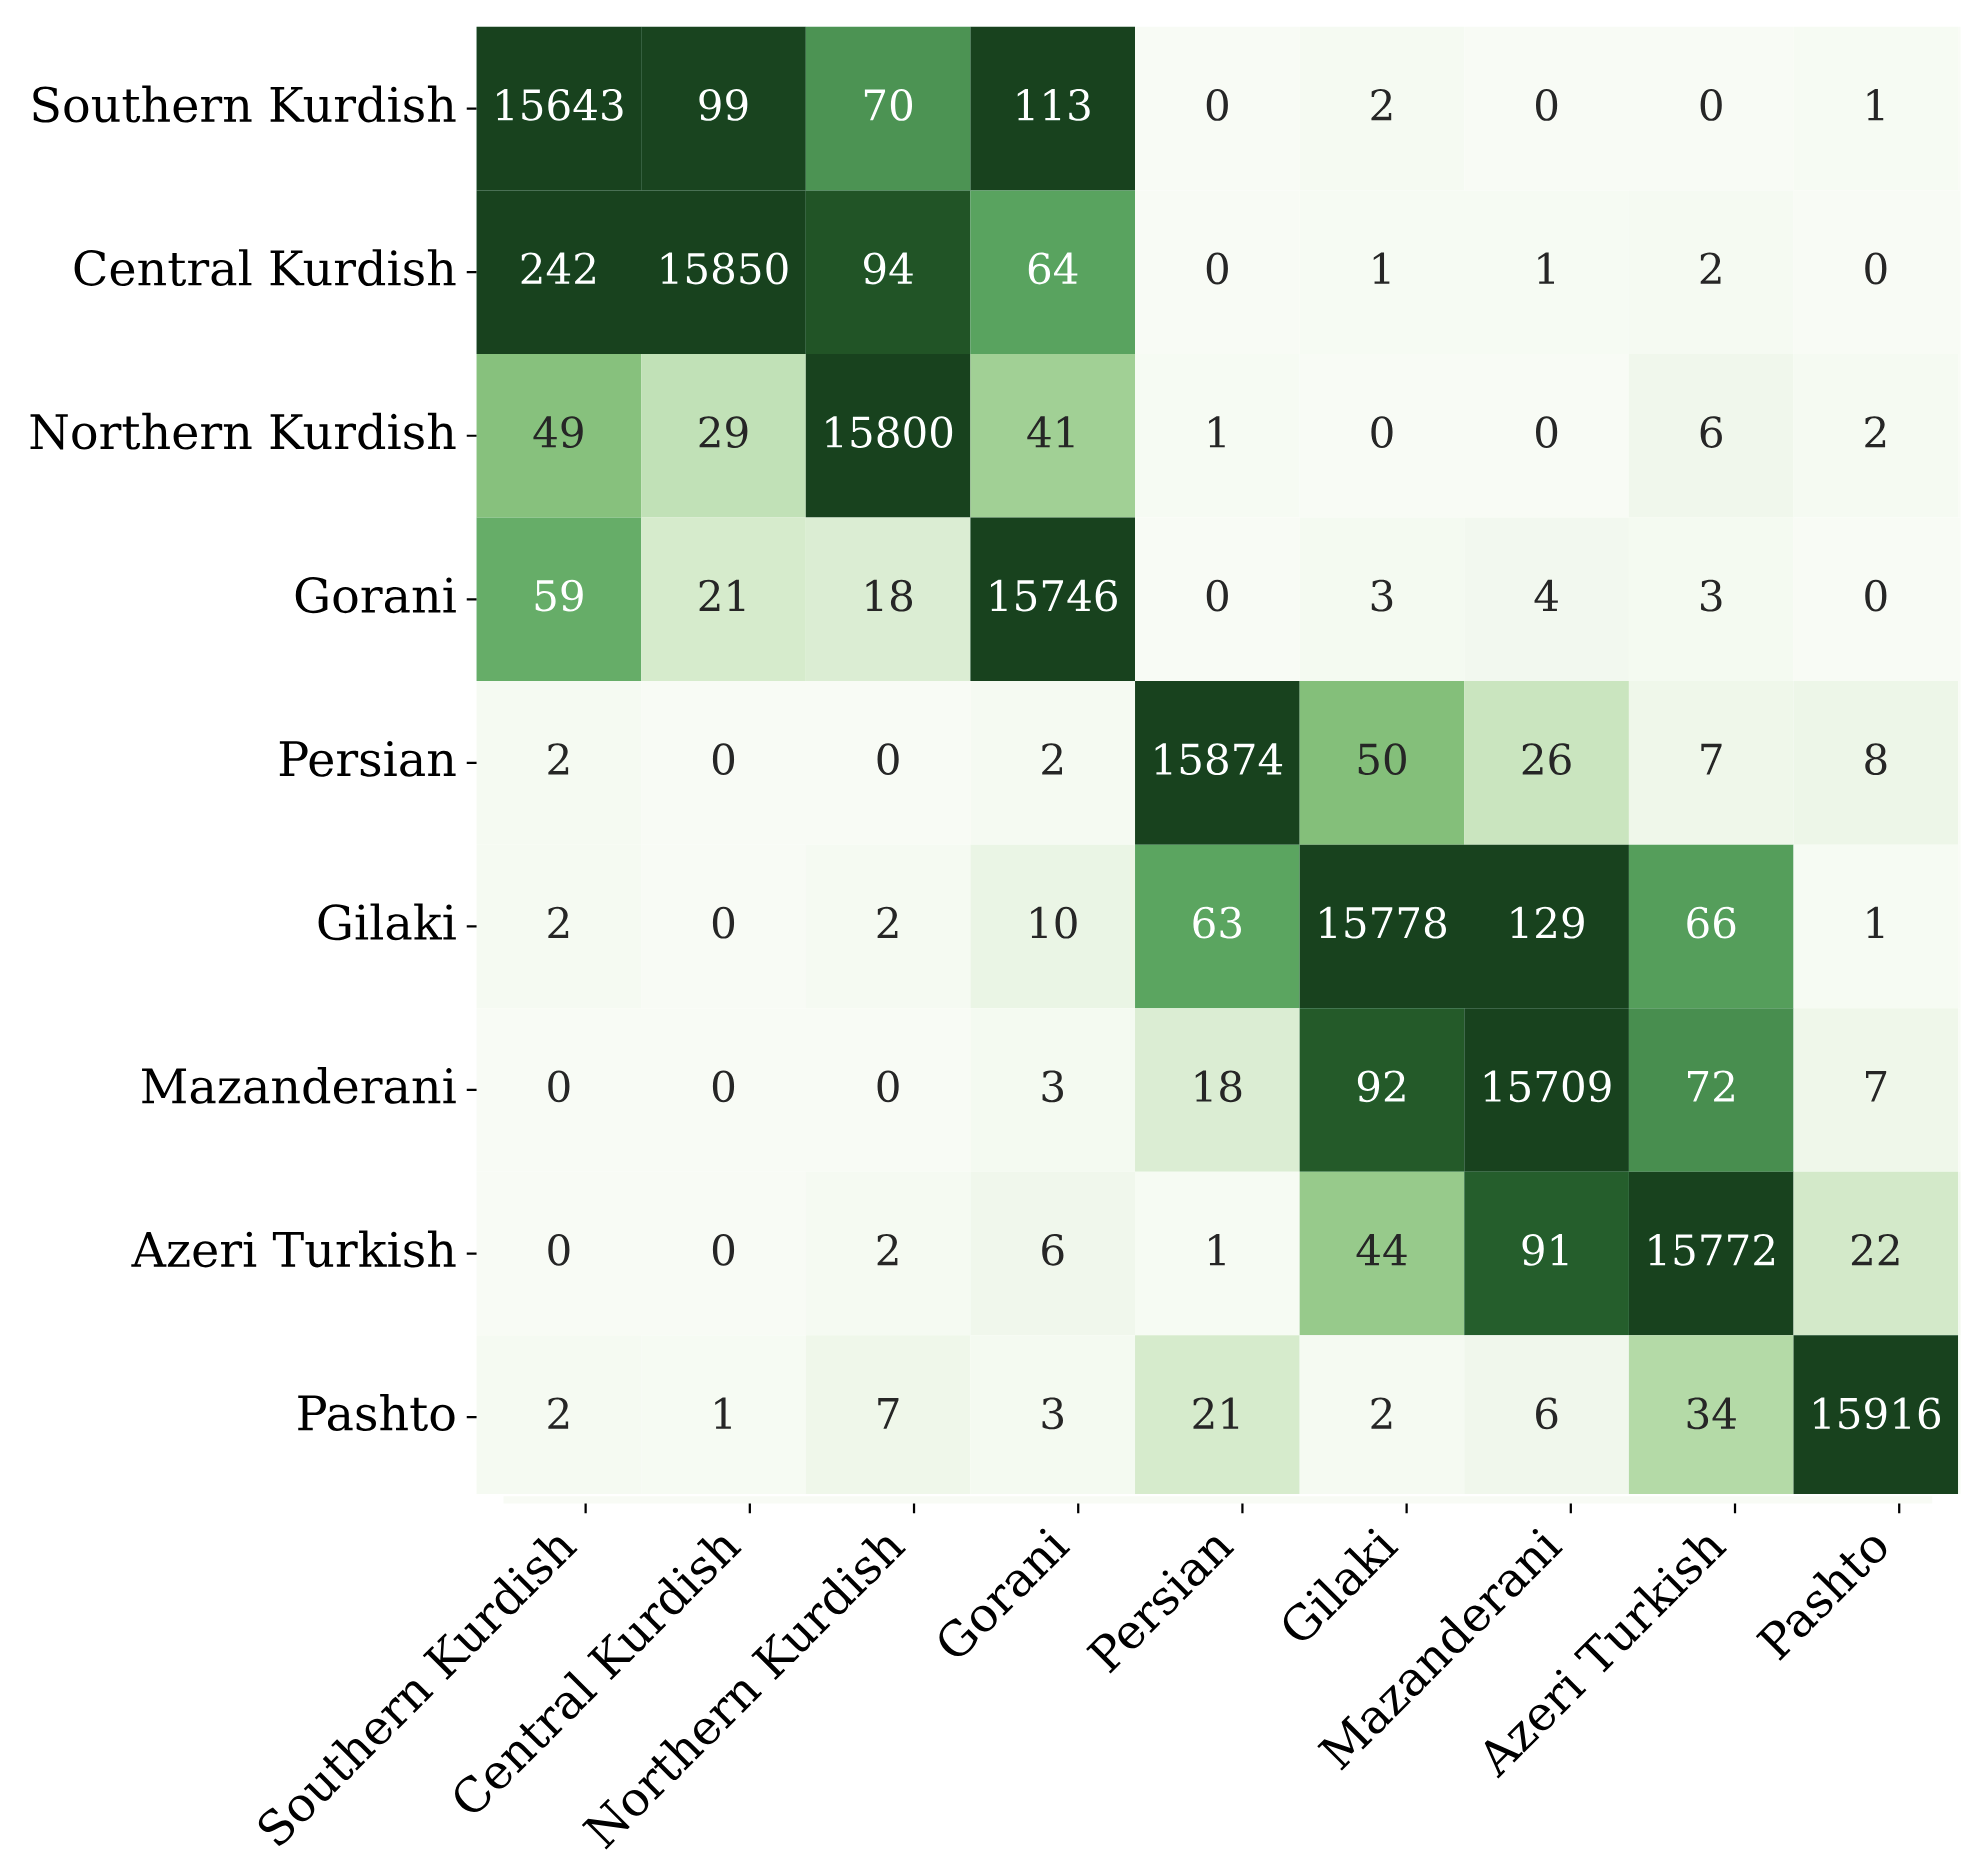 Southern Kurdish 15643 99 70 113 0 2 0 0 1
Central Kurdish 242 15850 94 64 0 1 1 2 0
Northern Kurdish 49 29 15800 41 1 0 0 6 2
Gorani 59 21 18 15746 0 3 4 3 0
Persian 2 0 0 2 15874 50 26 7 8
Gilaki 2 0 2 10 63 15778 129 66 1
Mazanderani 0 0 0 3 18 92 15709 72 7
Azeri Turkish 0 0 2 6 1 44 91 15772 22
Pashto 2 1 7 3 21 2 6 34 15916
Southern Kurdish
Central Kurdish
Northern Kurdish
Gorani
Persian
Gilaki
Mazanderani
Azeri Turkish
Pashto